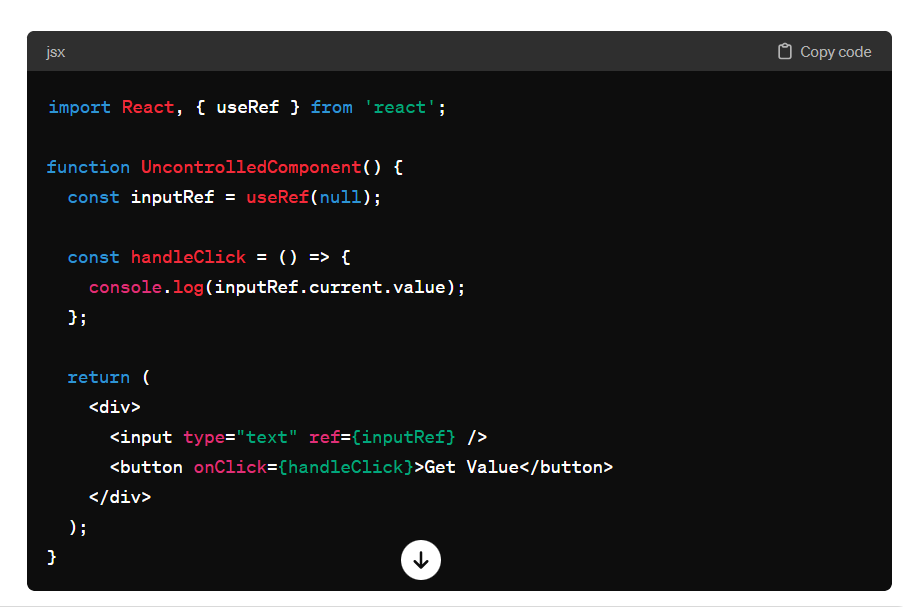 jsx
Copy code
import React, { useRef } from 'react';
function UncontrolledComponent() {
const inputRef = useRef(null);
const handleClick = () => {
console.log(inputRef.current.value);
};
return (
<div>
<input type="text" ref={inputRef} />
<button onClick={handleClick}>Get Value</button>
</div>
);
}